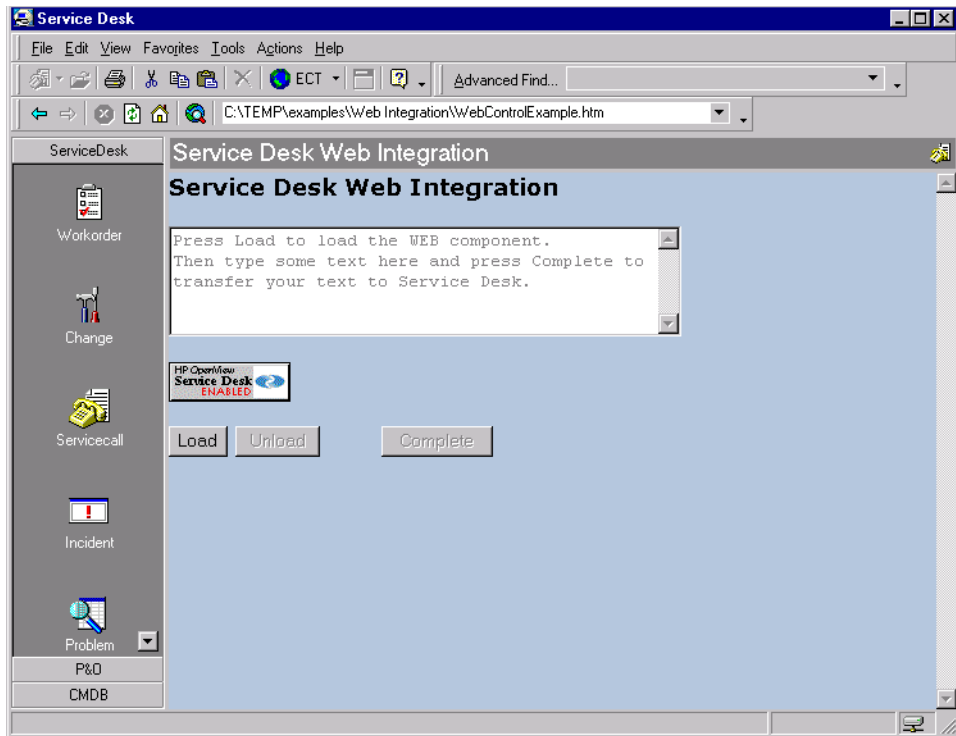 Service Desk
File Edit View Favorites Tools Actions Help
ECT Advanced Find...
C:\TEMP\examples\Web Integration\WebControlExample.htm
ServiceDesk
Service Desk Web Integration
Service Desk Web Integration
Workorder
Press Load to load the WEB component.
Then type some text here and press Complete to
transfer your text to Service Desk.
Change
HP OpenView
Service Desk
ENABLED
Servicecall
Load Unload Complete
Incident
Problem
P&O
CMDB